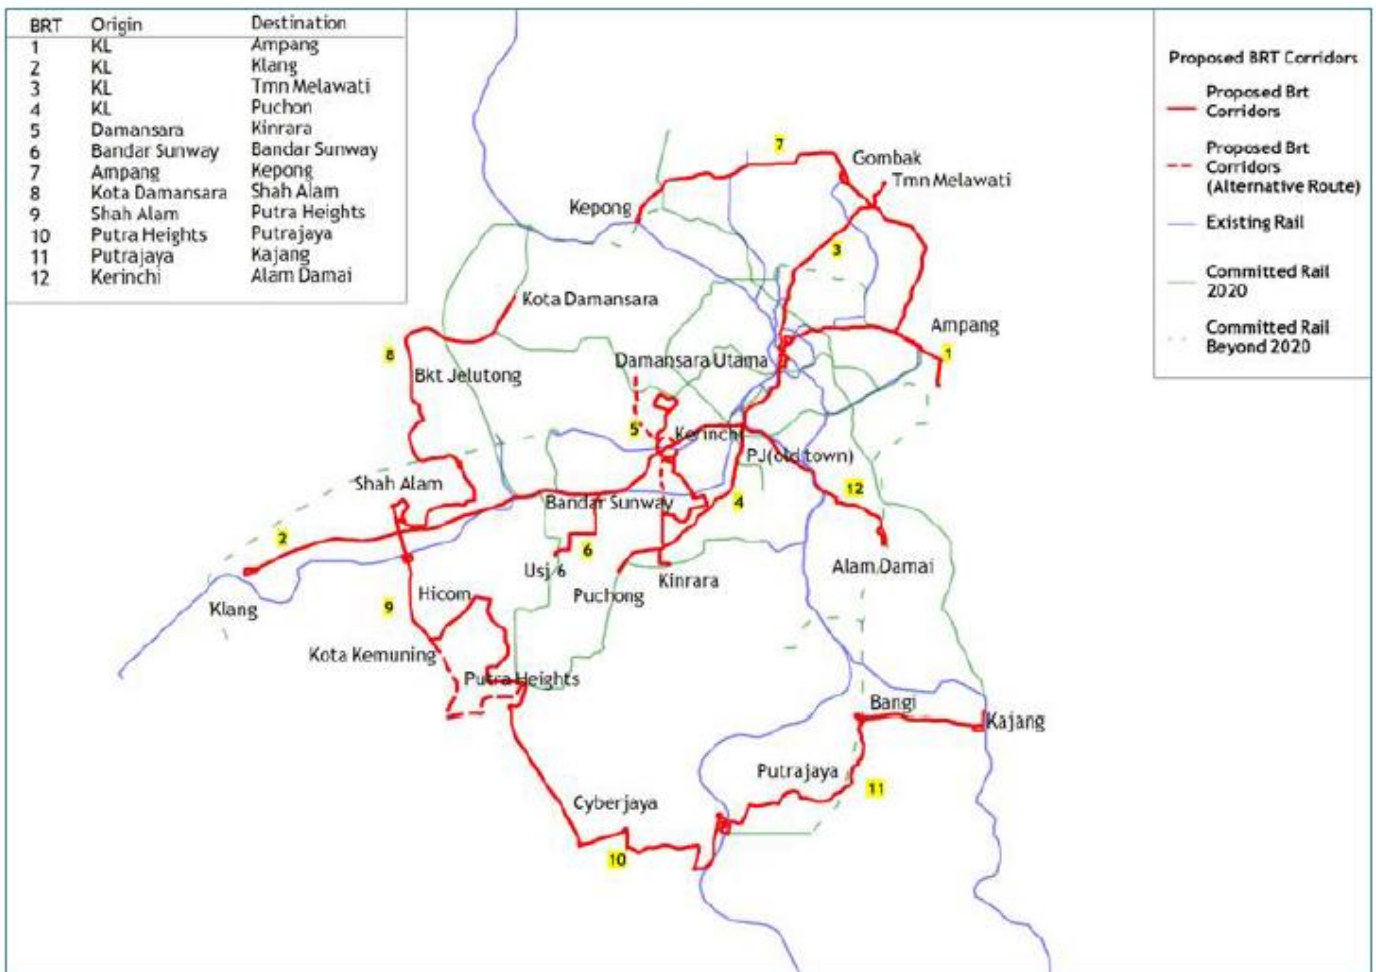 BRT Origin Destination
1 KL Ampang
2 KL Klang
3 KL Tmn Melawati
4 KL Puchon
5 Damansara Kinrara
6 Bandar Sunway Bandar Sunway
7 Ampang Kepong
8 Kota Damansara Shah Alam
9 Shah Alam Putra Heights
10 Putra Heights Putrajaya
11 Putrajaya Kajang
12 Kerinchi Alam Damai
Proposed BRT Corridors
Proposed Brt
Corridors
Proposed Brt
Corridors
(Alternative Route)
Existing Rail
Committed Rail
2020
Committed Rail
Beyond 2020
7
Gombak
Tmn Melawati
Kepong
3
Kota Damansara
Ampang
8
Damansara Utama
1
Bkt Jelutong
5
Kerinchi
PJ(old town)
Shah Alam
12
Bandar Sunway
4
2
6
Usj 6
Alam Damai
Kinrara
Puchong
Hicom
Klang
9
Kota Kemuning
Putra Heights
Bangi
Kajang
Putrajaya
11
Cyberjaya
10